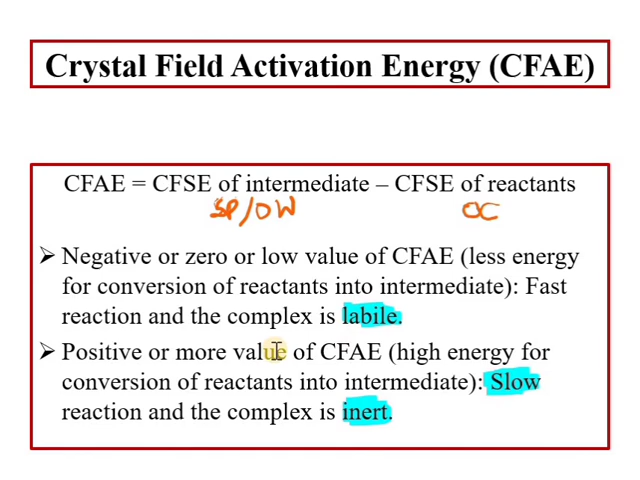 Crystal Field Activation Energy (CFAE)
CFAE = CFSE of intermediate – CFSE of reactants
SP/OW OC
➢ Negative or zero or low value of CFAE (less energy
for conversion of reactants into intermediate): Fast
reaction and the complex is labile.
➢ Positive or more value of CFAE (high energy for
conversion of reactants into intermediate): Slow
reaction and the complex is inert.